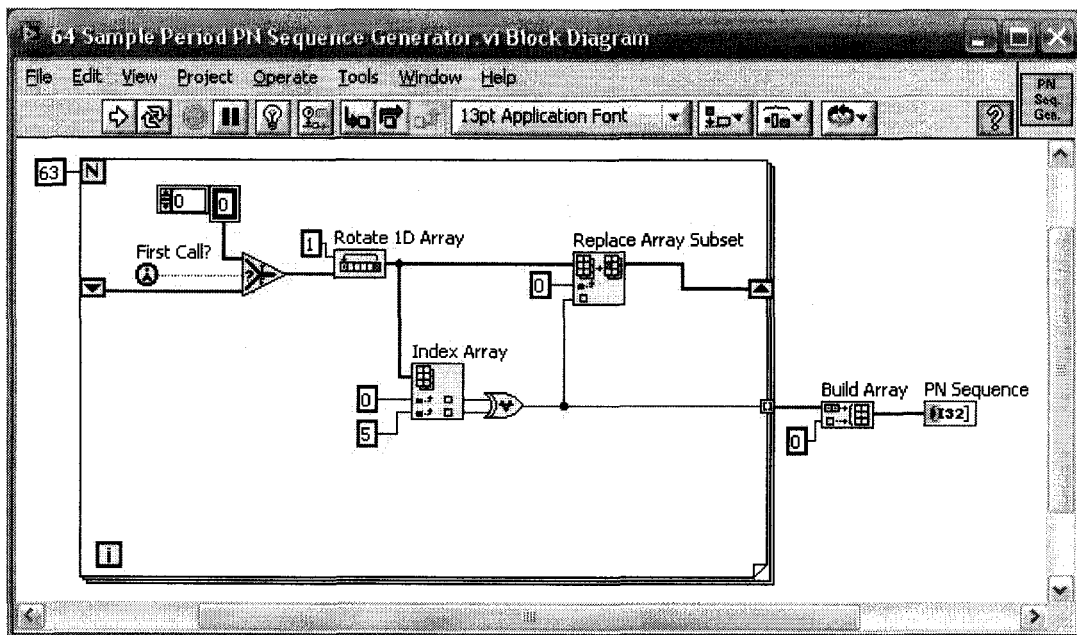 64 Sample Period PN Sequence Generator.vi Block Diagram
File Edit View Project Operate Tools Window Help
PN
Seq.
Gen.
13pt Application Font
?
63 N
0 0
First Call?
?
1 Rotate 1D Array
Replace Array Subset
0
Index Array
0
5
Build Array
PN Sequence
0
I32]
i